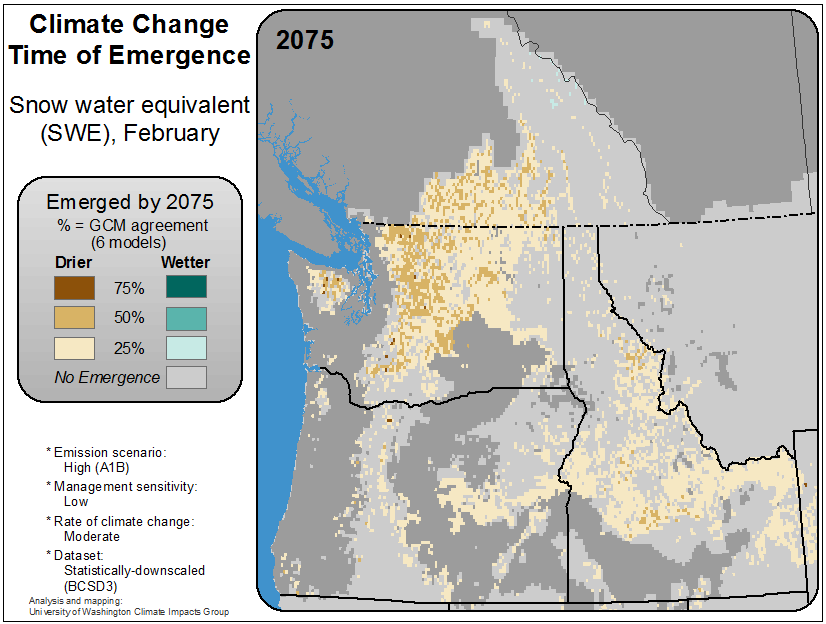 Climate Change
Time of Emergence
Snow water equivalent
(SWE), February
2075
Emerged by 2075
% = GCM agreement
(6 models)
Drier Wetter
75%
50%
25%
No Emergence
* Emission scenario:
High (A1B)
* Management sensitivity:
Low
* Rate of climate change:
Moderate
* Dataset:
Statistically-downscaled
(BCSD3)
Analysis and mapping:
University of Washington Climate Impacts Group